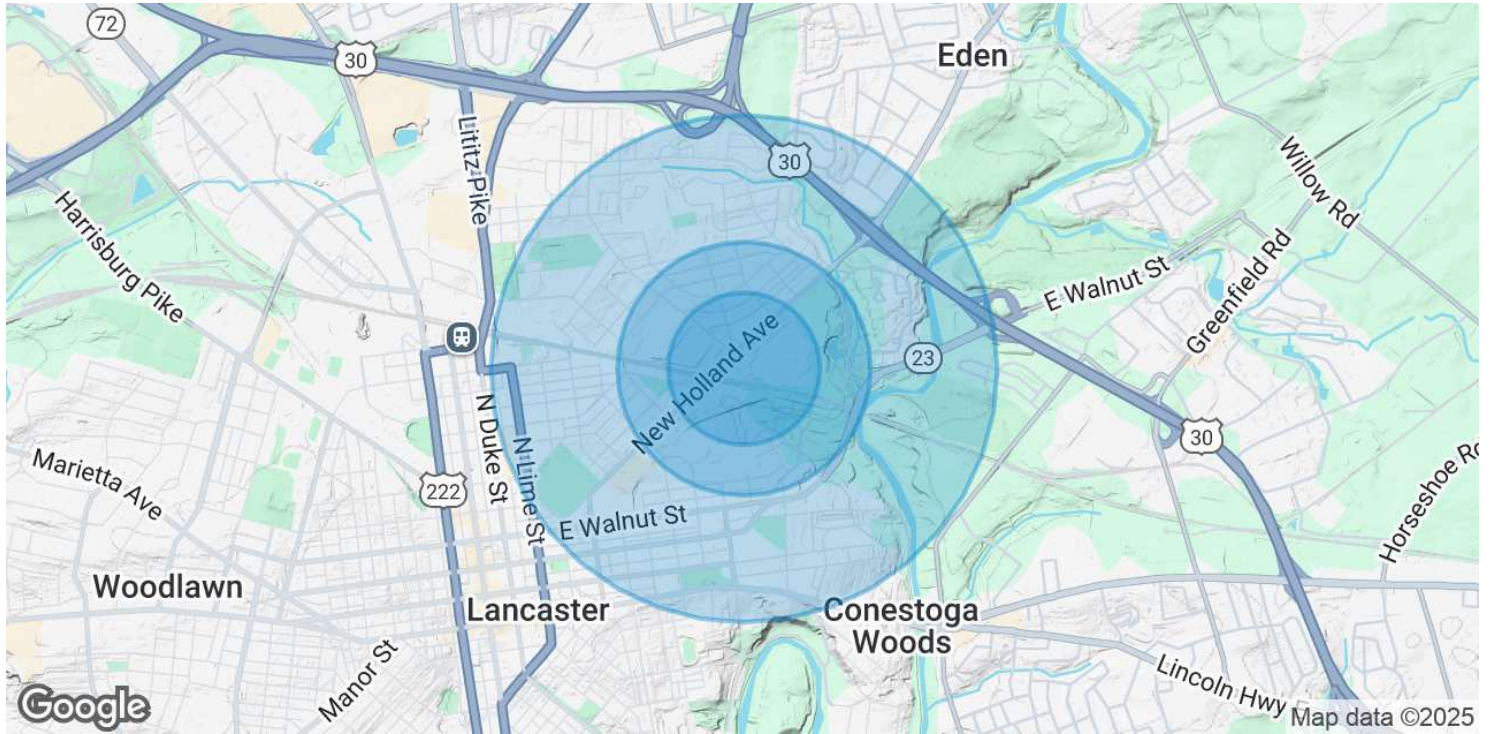 72
30
Eden
Lititz Pike
30
Willow Rd
Harrisburg Pike
E Walnut St
Greenfield Rd
New Holland Ave
23
N Duke St
N Lime St
30
Marietta Ave
222
Horseshoe Rd
E Walnut St
Woodlawn
Lancaster
Conestoga
Woods
Manor St
Lincoln Hwy E
Google
Map data ©2025